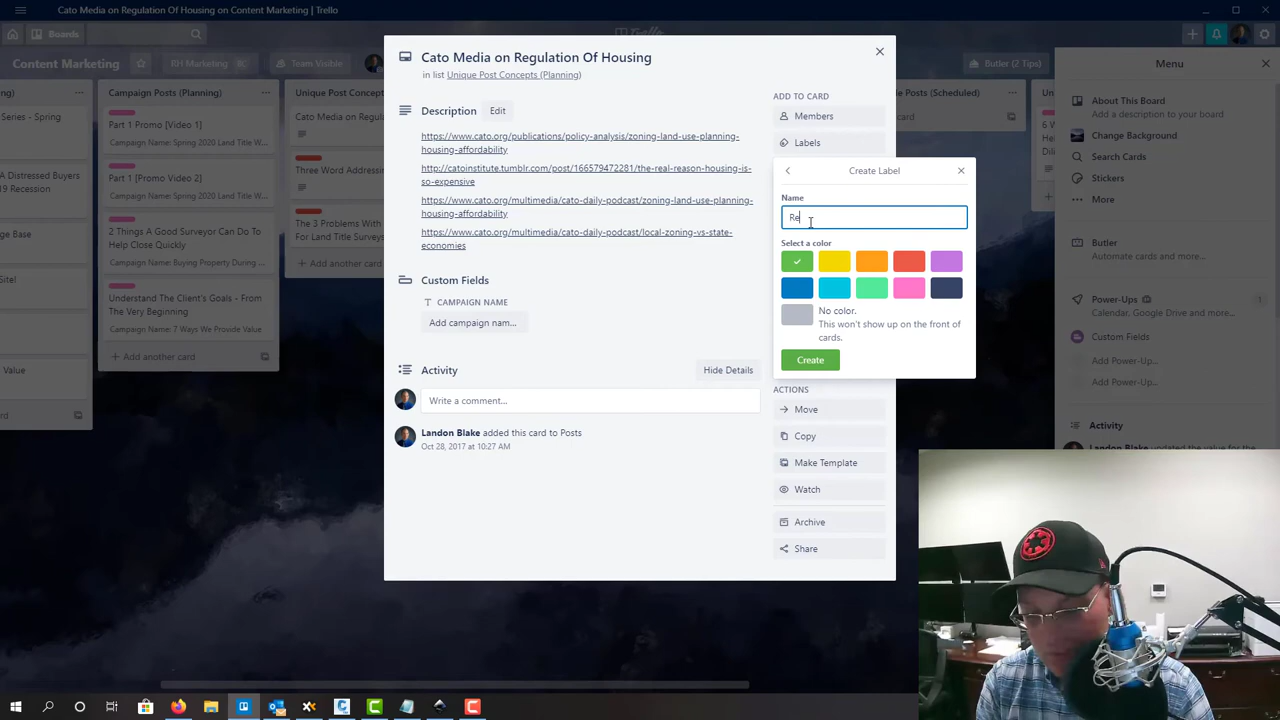 Cato Media on Regulation Of Housing on Content Marketing | Trello
Boards
Content Marketing
BH Marketing
BC
Team Visible
Butler (2 Tips)
- Spring
A Buyers
19 Recession
Sitel
Value
ard
Campaign Posts (Planning)
Part 1 Promo [Video 1]
Campaign Name: Spring 2020 Land Title W...
Part 1 [Promo Video 2]
Campaign Name: Spring 2020 Land Title W...
2 Things A Good Surveyor Can Do To
Help Close Quickly
Campaign Name: Buying Property During ...
Understand The Client's Goals - From
The Very Beginning
Campaign Name: 7 Ways We Provide Value
+ Add another card
Unique Post Conce
Cato Media on Regu
Third Word Addressin
The 3 Problems With
For Land Title Survey
+ Add another card
Cato Media on Regulation Of Housing
in list Unique Post Concepts (Planning)
Description
Edit
https://www.cato.org/publications/policy-analysis/zoning-land-use-planning-
housing-affordability
http://catoinstitute.tumblr.com/post/166579472281/the-real-reason-housing-is-
so-expensive
https://www.cato.org/multimedia/cato-daily-podcast/zoning-land-use-planning-
housing-affordability
https://www.cato.org/multimedia/cato-daily-podcast/local-zoning-vs-state-
economies
Custom Fields
CAMPAIGN NAME
Add campaign nam...
Activity
Hide Details
Write a comment...
Landon Blake added this card to Posts
Oct 28, 2017 at 10:27 AM
ADD TO CARD
Members
Labels
Create Label
Name
Re
Select a color
No color.
This won't show up on the front of
cards.
Create
ACTIONS
Move
Copy
Make Template
Watch
Archive
Share
e Posts (Scheduled)
card
Un
6 W
Menu
About This Board
Add a description to your board
Change Background
Search Cards
Stickers
More
Butler
Automate cards and more...
Power-Ups
Calendar, Google Drive and more...
Custom Fields
Add Power-Up...
Add Power-Up...
Activity
Landon Blake updated the value for the